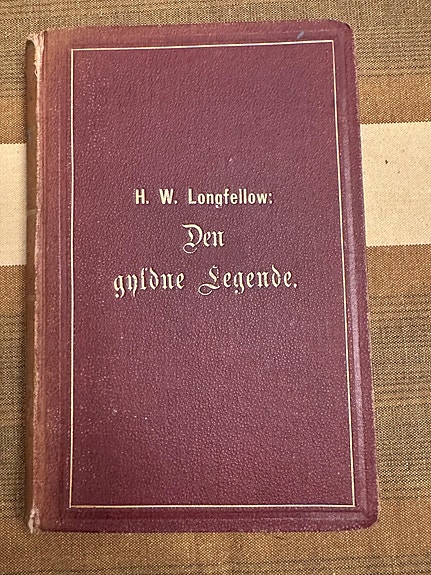 H. W. Longfellow:
Den
gyldne Legende.